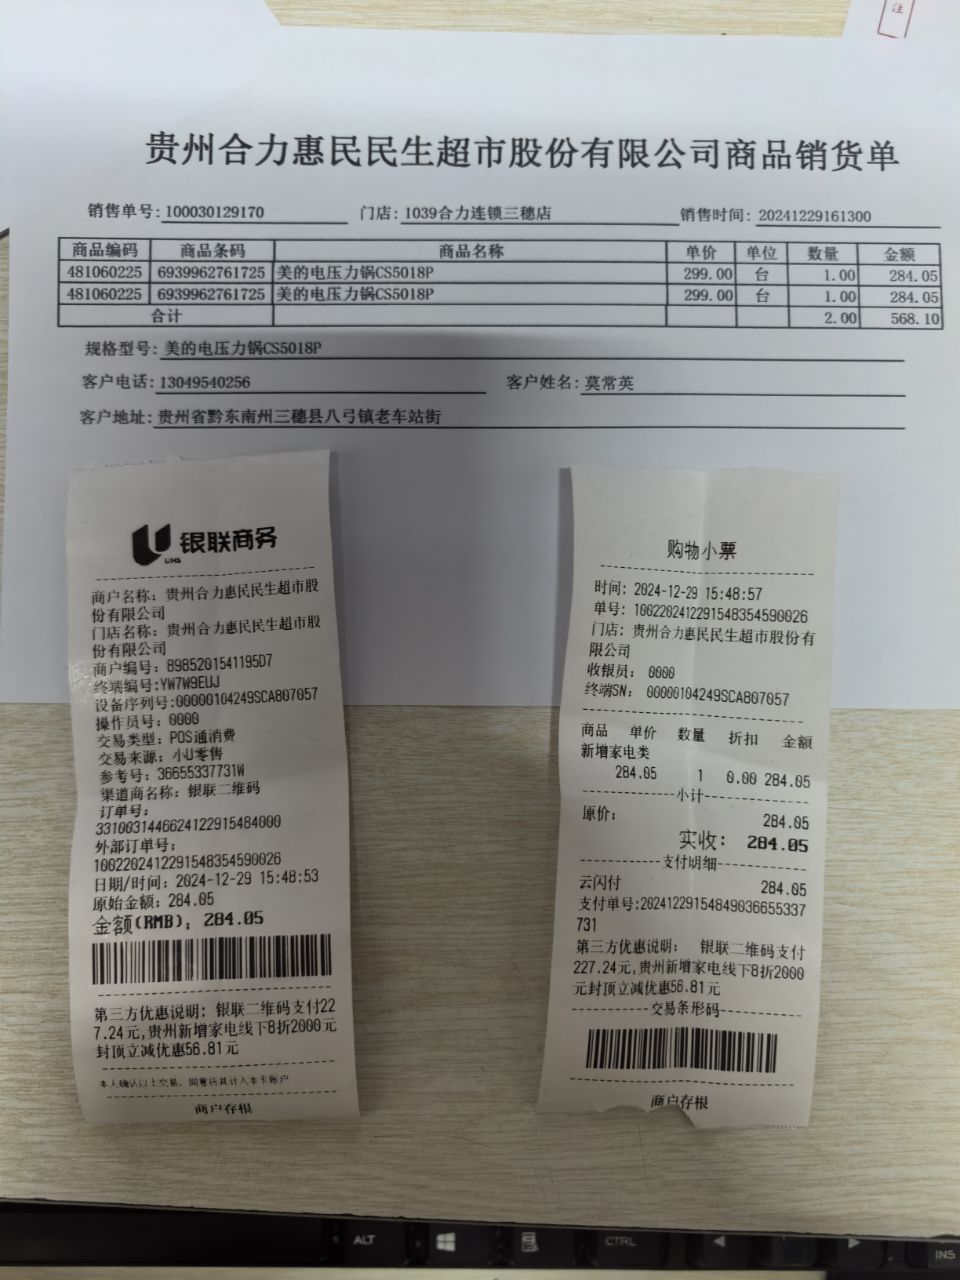 注
贵州合力惠民民生超市股份有限公司商品销货单
销售单号: 100030129170 门店: 1039合力连锁三穗店 销售时间: 20241229161300
商品编码 商品条码 商品名称 单价 单位 数量 金额
481060225 6939962761725 美的电压力锅CS5018P 299.00 台 1.00 284.05
481060225 6939962761725 美的电压力锅CS5018P 299.00 台 1.00 284.05
合计 2.00 568.10
规格型号: 美的电压力锅CS5018P
客户电话: 13049540256 客户姓名: 莫常英
客户地址: 贵州省黔东南州三穗县八弓镇老车站街
银联商务
UMS
商户名称: 贵州合力惠民民生超市股
份有限公司
门店名称: 贵州合力惠民民生超市股
份有限公司
商户编号: 8985201541195D7
终端编号:YW7W9EUJ
设备序列号:00000104249SCA807057
操作员号: 0000
交易类型: POS通消费
交易来源: 小U零售
参考号: 36655337731W
渠道商名称: 银联二维码
订单号:
3310031446624122915484000
外部订单号:
1002202412291548354590026
日期/时间: 2024-12-29 15:48:53
原始金额: 284.05
金额(RMB): 284.05
第三方优惠说明: 银联二维码支付22
7.24元,贵州新增家电线下8折2000元
封顶立减优惠56.81元
本人确认以上交易, 同意将其计入本卡账户
商户存根
购物小票
时间: 2024-12-29 15:48:57
单号: 1002202412291548354590026
门店: 贵州合力惠民民生超市股份有
限公司
收银员: 0000
终端SN: 00000104249SCA807057
商品 单价 数量 折扣 金额
新增家电类
284.05 1 0.00 284.05
小计
原价: 284.05
实收: 284.05
支付明细
云闪付 284.05
支付单号:20241229154849036655337
731
第三方优惠说明: 银联二维码支付
227.24元,贵州新增家电线下8折2000
元封顶立减优惠56.81元
交易条形码
商户存根
ALT
CTRL
INS